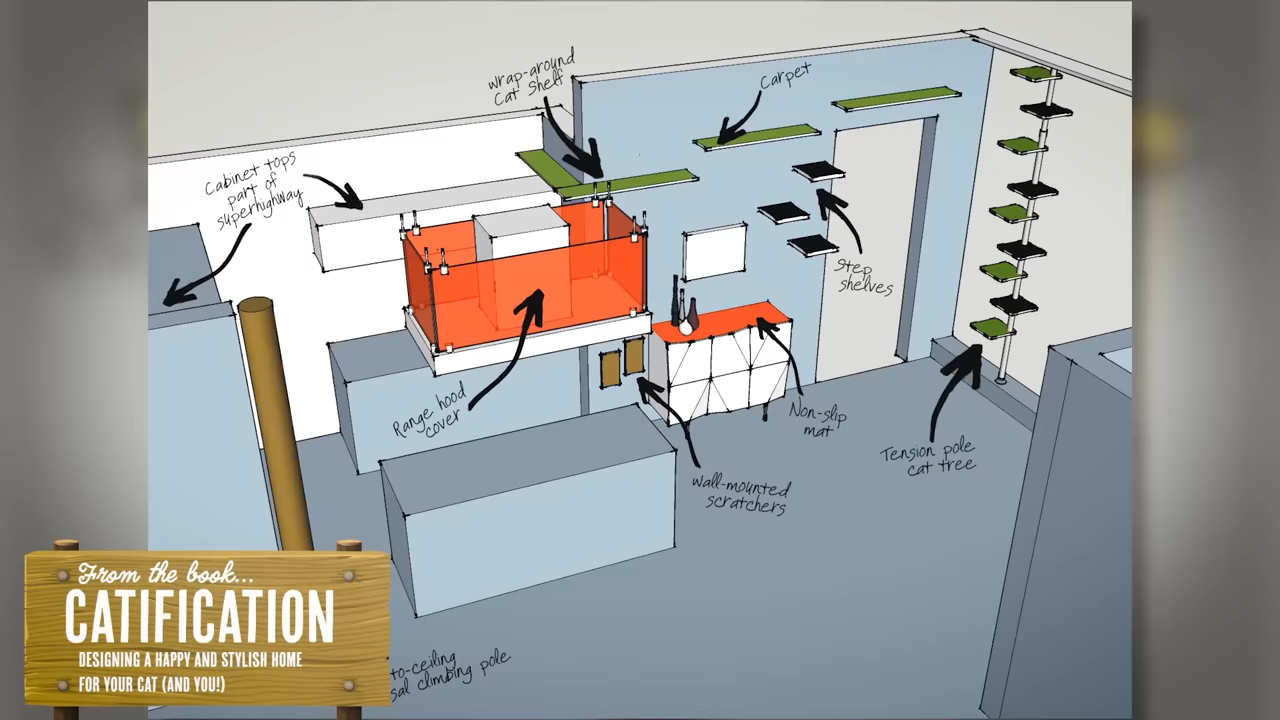 wrap-around
Cat Shelf
Carpet
Cabinet tops
part of
superhighway
Step
shelves
Range hood
cover
Non-slip
mat
Tension pole
cat tree
Wall-mounted
scratchers
to-ceiling
sal climbing pole
From the book...
CATIFICATION
DESIGNING A HAPPY AND STYLISH HOME
FOR YOUR CAT (AND YOU!)